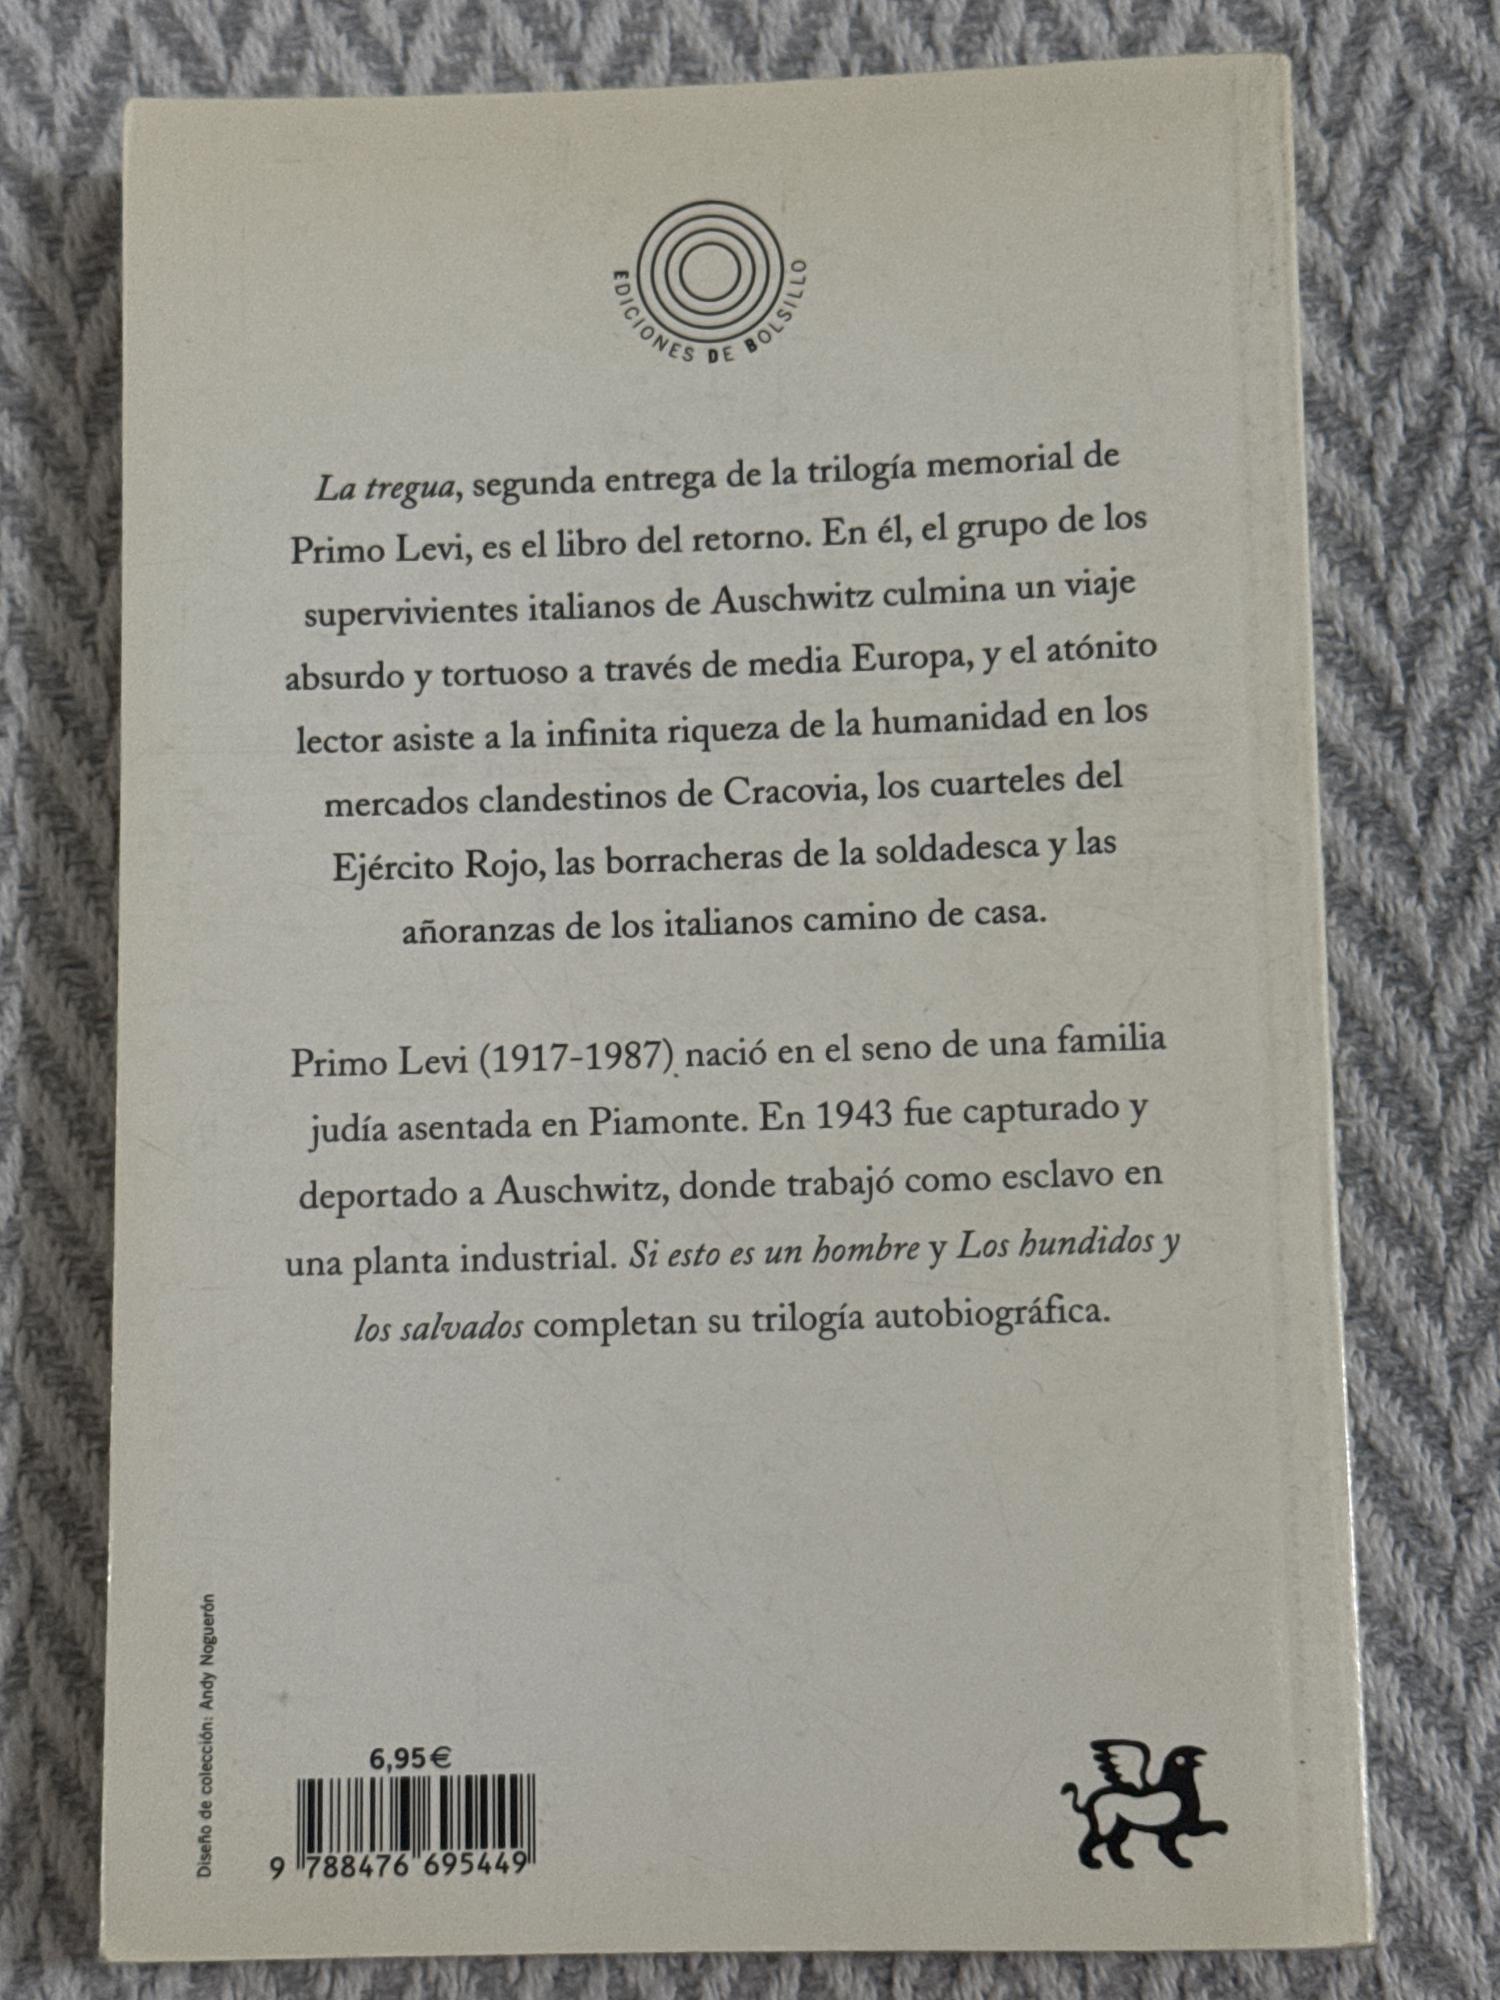 EDICIONES DE BOLSILLO
La tregua, segunda entrega de la trilogía memorial de
Primo Levi, es el libro del retorno. En él, el grupo de los
supervivientes italianos de Auschwitz culmina un viaje
absurdo y tortuoso a través de media Europa, y el atónito
lector asiste a la infinita riqueza de la humanidad en los
mercados clandestinos de Cracovia, los cuarteles del
Ejército Rojo, las borracheras de la soldadesca y las
añoranzas de los italianos camino de casa.
Primo Levi (1917-1987) nació en el seno de una familia
judía asentada en Piamonte. En 1943 fue capturado y
deportado a Auschwitz, donde trabajó como esclavo en
una planta industrial. Si esto es un hombre y Los hundidos y
los salvados completan su trilogía autobiográfica.
Diseño de colección: Andy Noguerón
6,95€
9 788476 695449